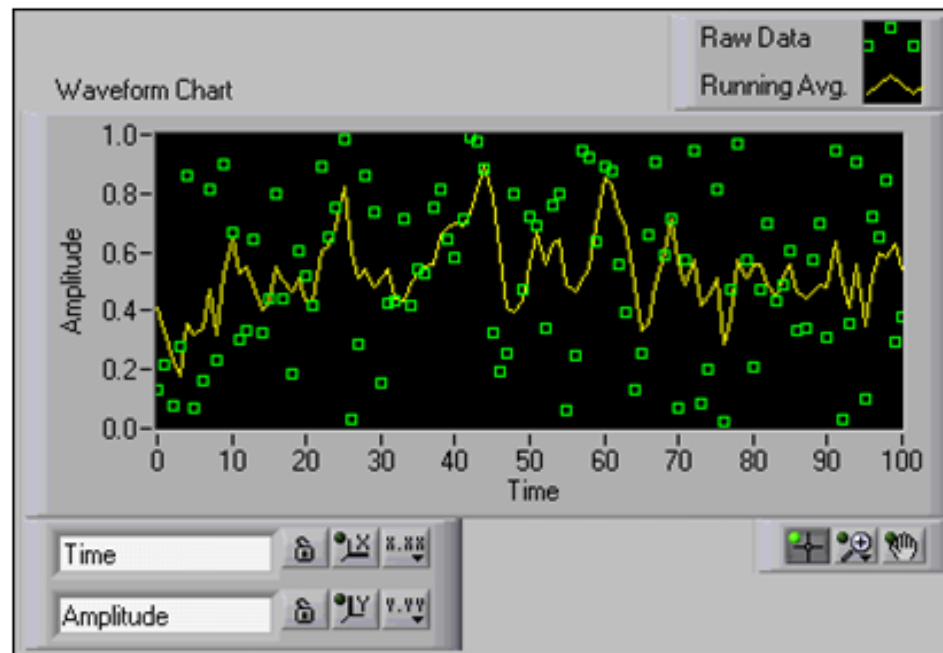 Raw Data
Running Avg.
Waveform Chart
1.0
0.8
0.6
0.4
0.2
0.0
Amplitude
0 10 20 30 40 50 60 70 80 90 100
Time
Time
X
X.XX
Amplitude
Y
Y.YY